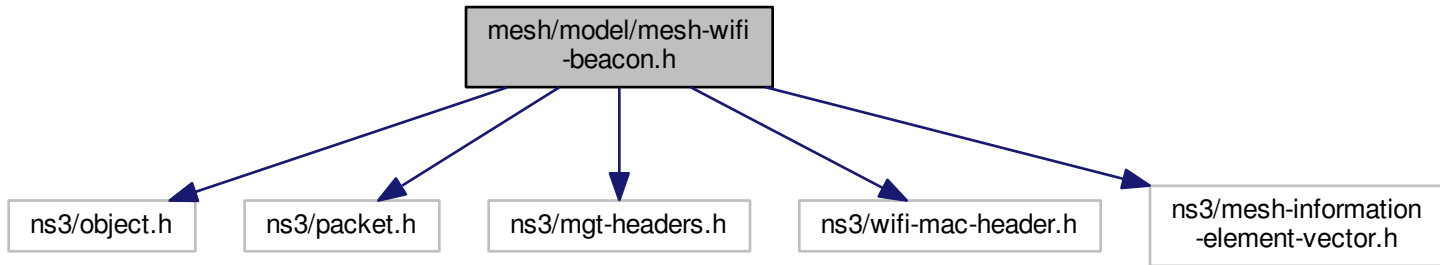 mesh/model/mesh-wifi
-beacon.h
ns3/object.h
ns3/packet.h
ns3/mgt-headers.h
ns3/wifi-mac-header.h
ns3/mesh-information
-element-vector.h